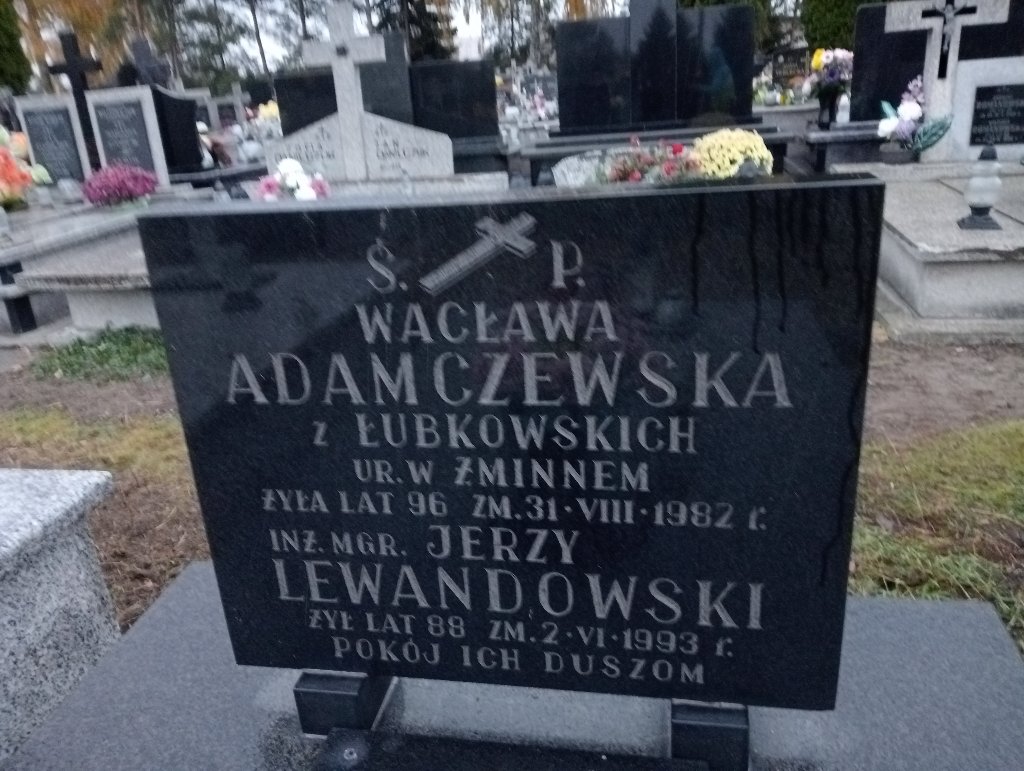 Ś. P.
WACŁAWA
ADAMCZEWSKA
z ŁUBKOWSKICH
UR. W ŻMINNEM
ŻYŁA LAT 96 ZM. 31·VIII·1982 r.
INŻ. MGR. JERZY
LEWANDOWSKI
ŻYŁ LAT 88 ZM. 2·VI·1993 r.
POKÓJ ICH DUSZOM